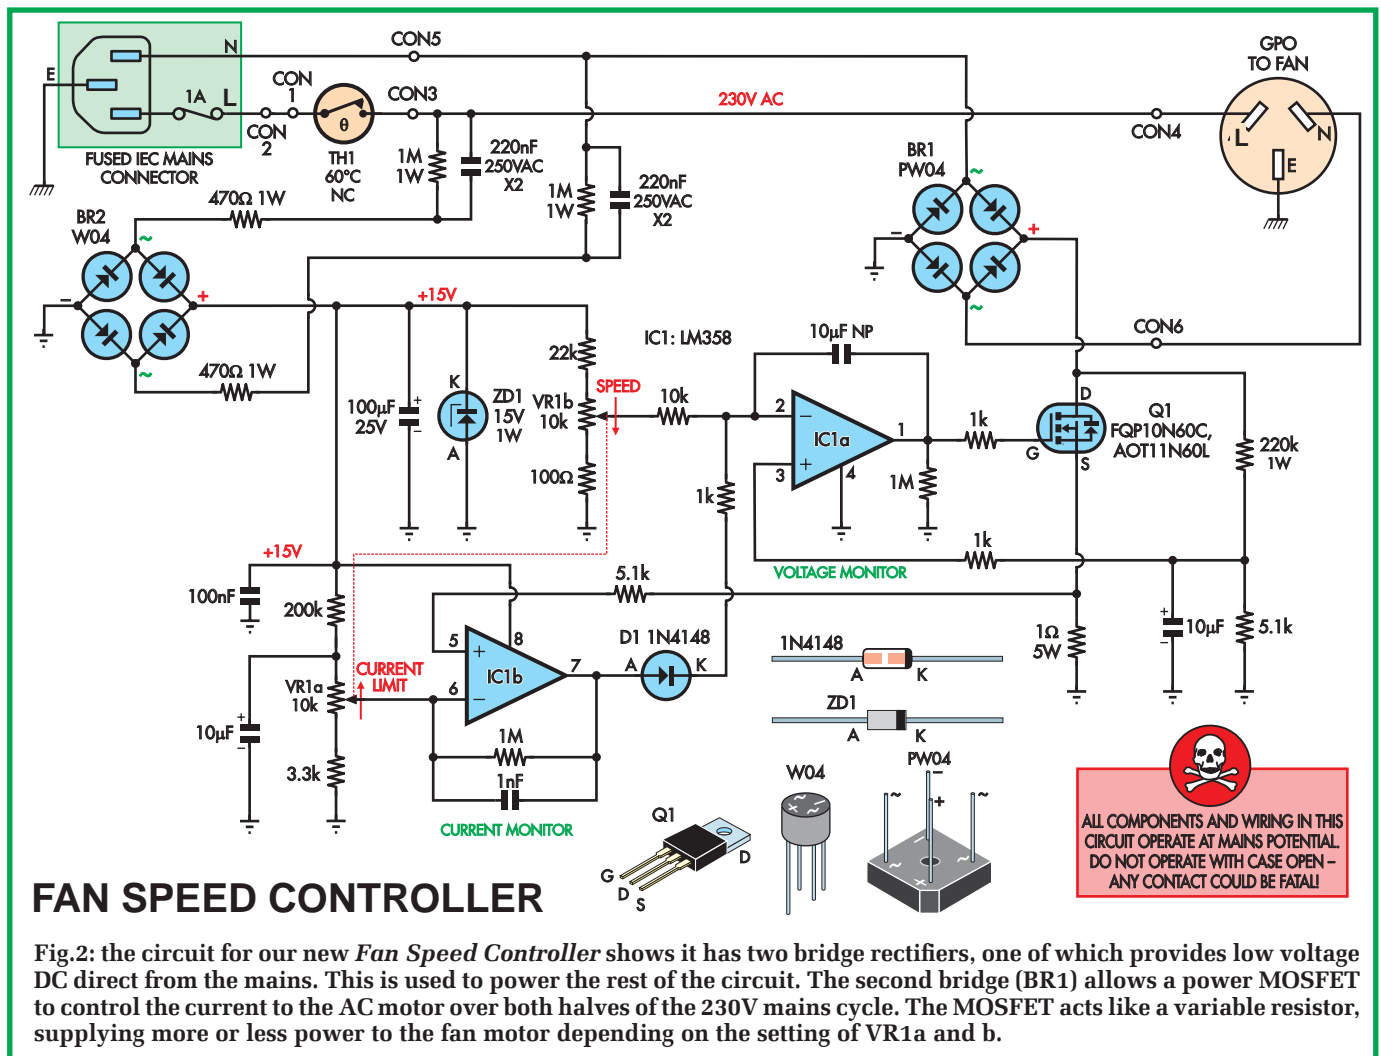 GPO
TO FAN
N
CON5
E
CON
1
1A
L
CON3
230V AC
CON
2
CON4
L
N
E
θ
FUSED IEC MAINS
CONNECTOR
TH1
60°C
NC
1M
1W
220nF
250VAC
X2
1M
1W
220nF
250VAC
X2
BR1
PW04
~
–
+
~
470Ω 1W
BR2
W04
~
–
+
~
+15V
CON6
470Ω 1W
IC1: LM358
10µF NP
22k
SPEED
K
ZD1
15V
1W
A
VR1b
10k
10k
100µF
25V
+
–
100Ω
2
–
IC1a
1
+
3
4
1k
D
G
S
Q1
FQP10N60C,
AOT11N60L
220k
1W
1M
1k
1k
VOLTAGE MONITOR
+15V
100nF
200k
5.1k
5
+
8
IC1b
7
6
–
D1 1N4148
A
K
1Ω
5W
+
–
10µF
5.1k
CURRENT
LIMIT
VR1a
10k
+
10µF
–
3.3k
1M
1nF
CURRENT MONITOR
1N4148
A
K
ZD1
A
K
Q1
G
D
S
D
W04
~
–
+
~
PW04
–
~
+
~
~
–
+
~
ALL COMPONENTS AND WIRING IN THIS
CIRCUIT OPERATE AT MAINS POTENTIAL.
DO NOT OPERATE WITH CASE OPEN –
ANY CONTACT COULD BE FATAL!
FAN SPEED CONTROLLER
Fig.2: the circuit for our new Fan Speed Controller shows it has two bridge rectifiers, one of which provides low voltage
DC direct from the mains. This is used to power the rest of the circuit. The second bridge (BR1) allows a power MOSFET
to control the current to the AC motor over both halves of the 230V mains cycle. The MOSFET acts like a variable resistor,
supplying more or less power to the fan motor depending on the setting of VR1a and b.